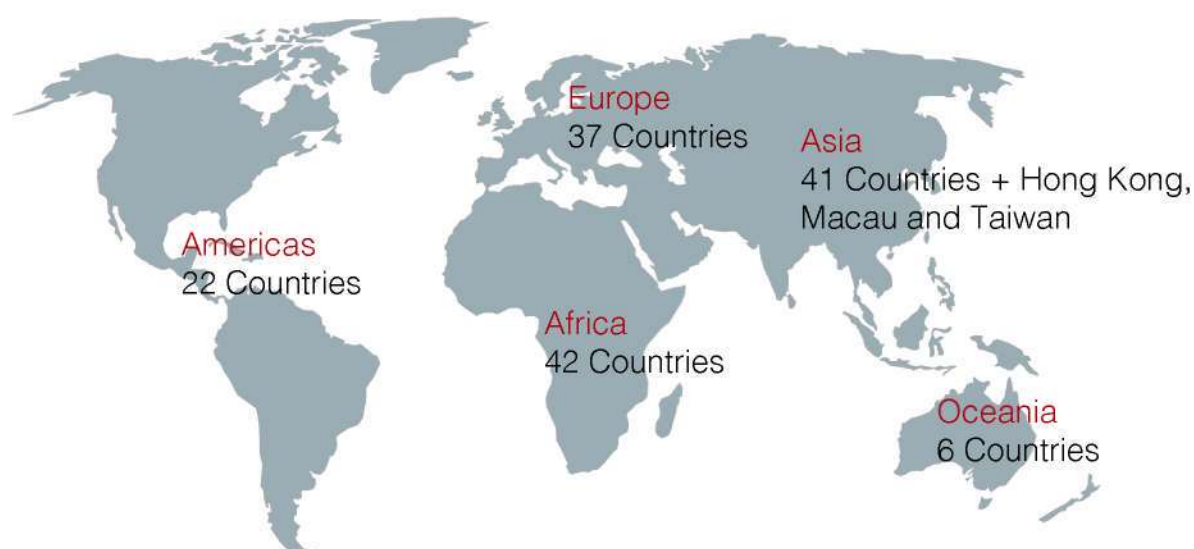 Europe
37 Countries
Asia
41 Countries + Hong Kong,
Macau and Taiwan
Americas
22 Countries
Africa
42 Countries
Oceania
6 Countries